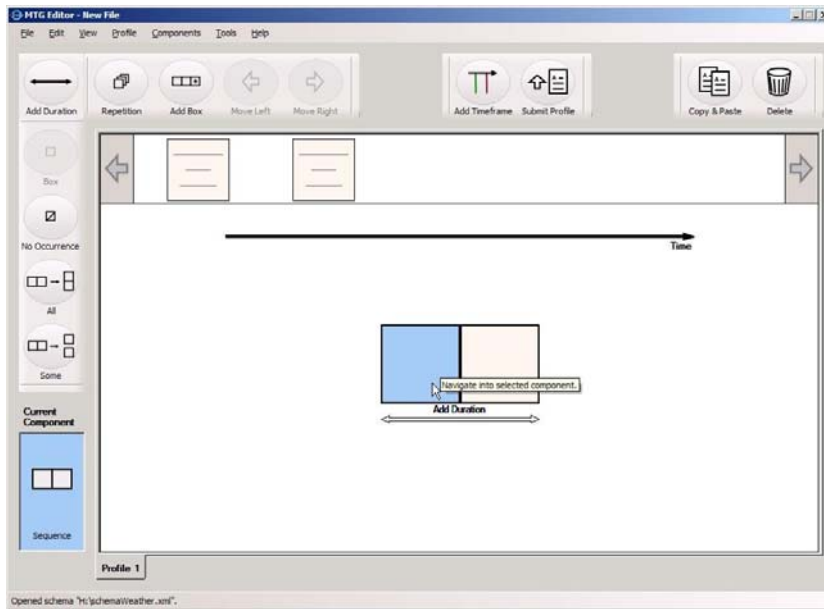 MTG Editor - New File
File Edit View Profile Components Tools Help
Add Duration Repetition Add Box Move Left Move Right Add Timeframe Submit Profile Copy & Paste Delete
Box
No Occurrence
All
Some
Time
Navigate into selected component.
Add Duration
Current
Component
Sequence
Profile 1
Opened schema "H:\schemaWeather.xml".